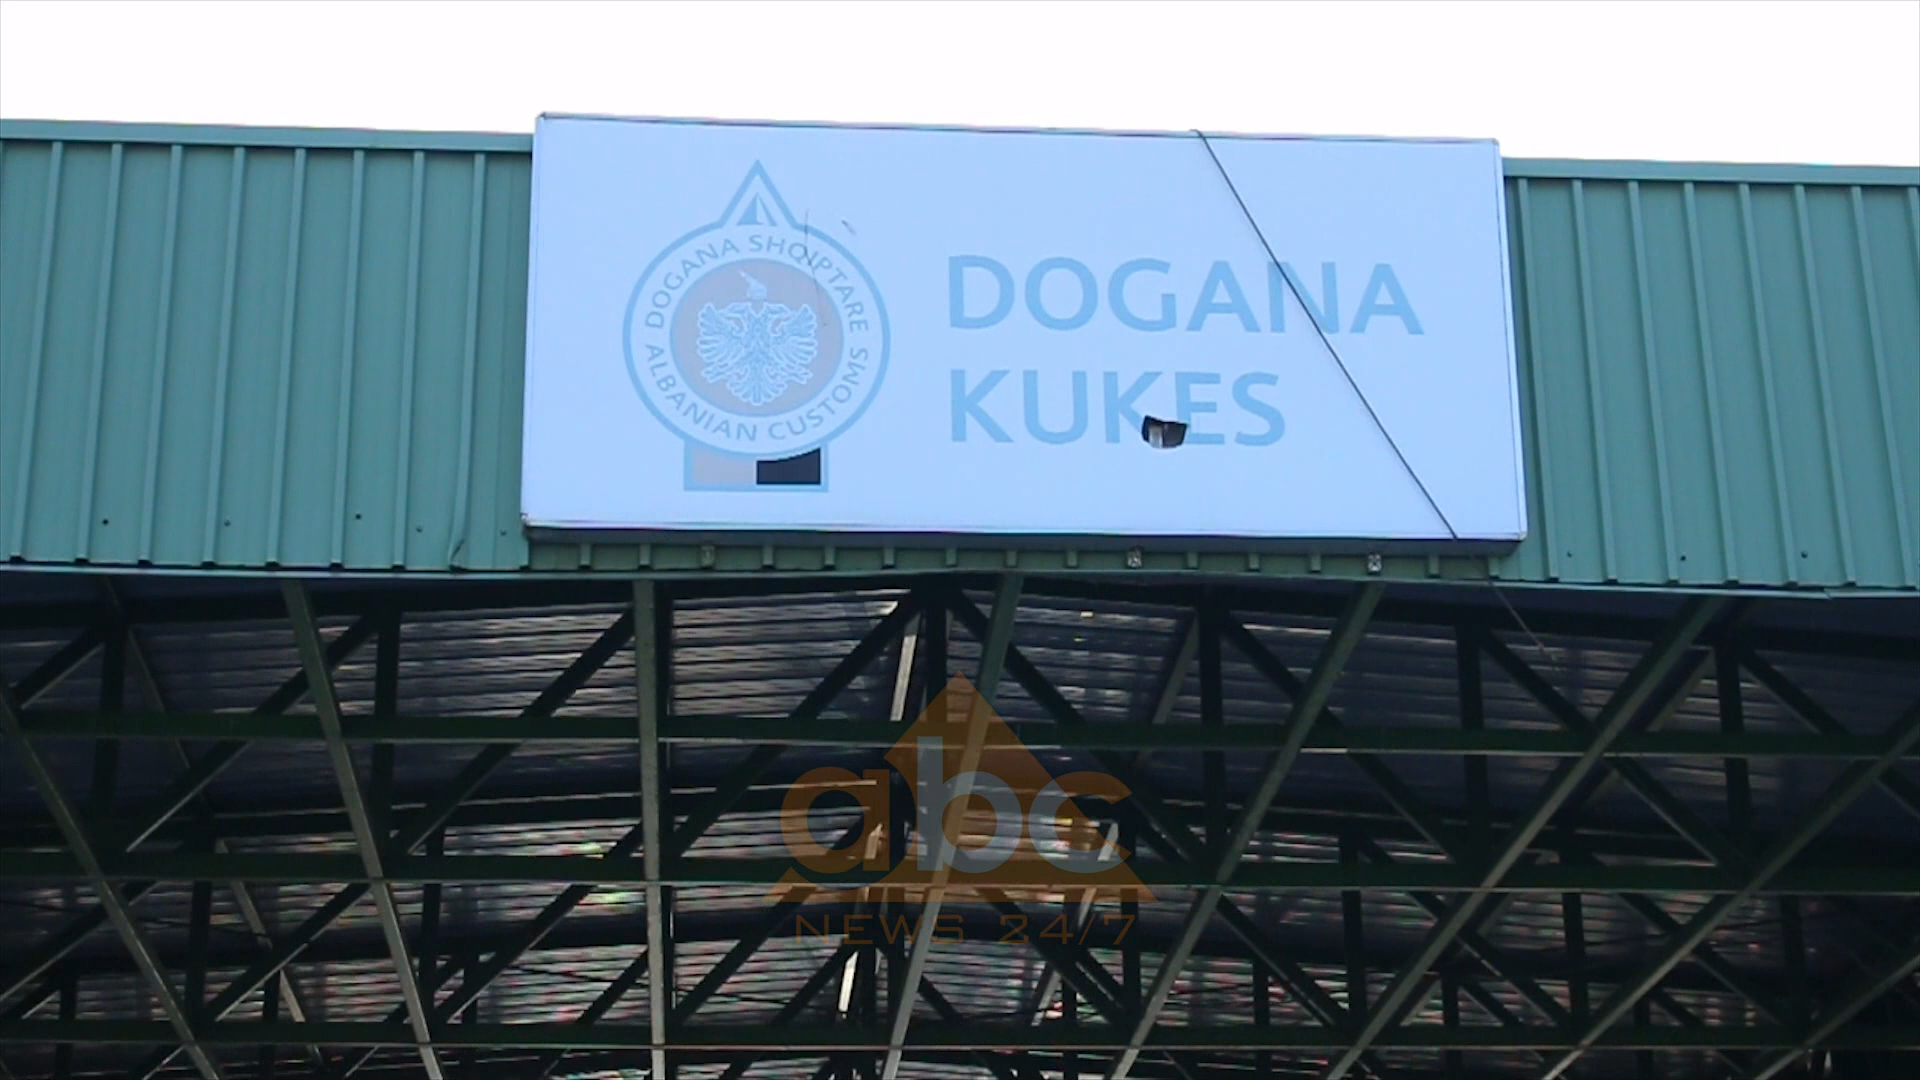 DOGANA SHQIPTARE
ALBANIAN CUSTOMS
DOGANA
KUKES
abc
NEWS 24/7